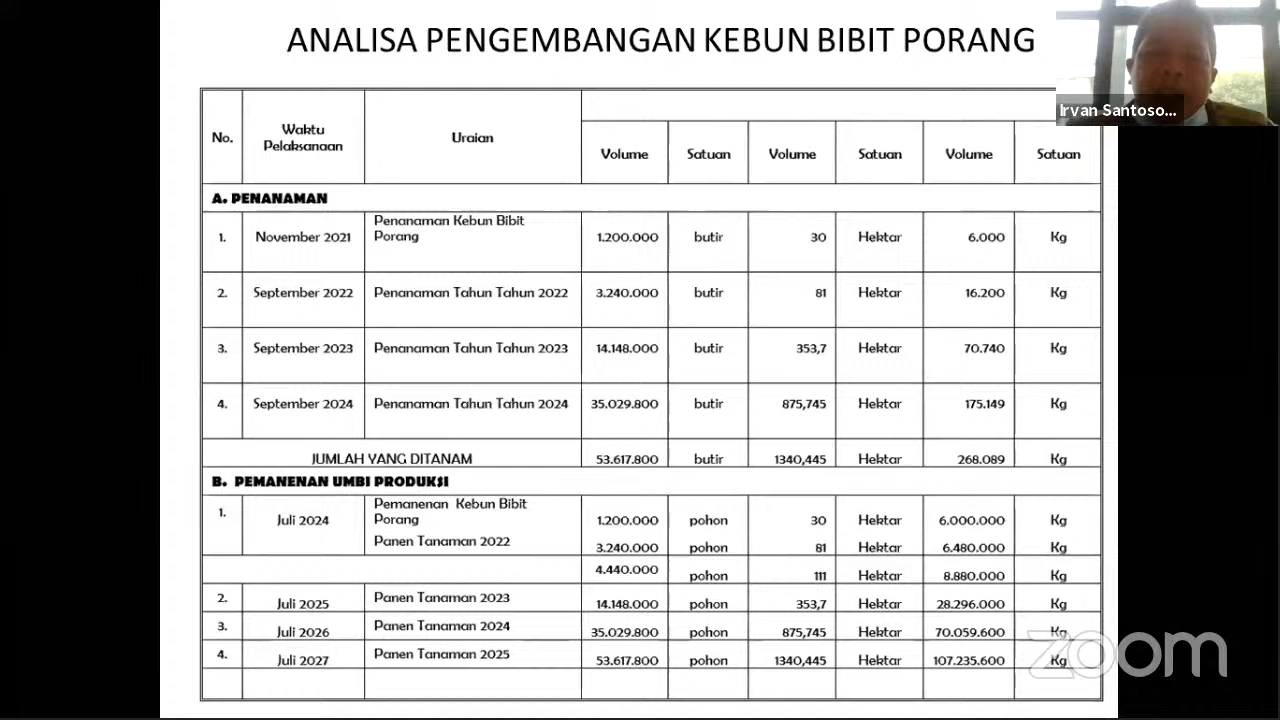 ANALISA PENGEMBANGAN KEBUN BIBIT PORANG
Irvan Santoso...
No. Waktu Pelaksanaan Uraian Volume Satuan Volume Satuan Volume Satuan
A. PENANAMAN
1. November 2021 Penanaman Kebun Bibit Porang 1.200.000 butir 30 Hektar 6.000 Kg
2. September 2022 Penanaman Tahun Tahun 2022 3.240.000 butir 81 Hektar 16.200 Kg
3. September 2023 Penanaman Tahun Tahun 2023 14.148.000 butir 353,7 Hektar 70.740 Kg
4. September 2024 Penanaman Tahun Tahun 2024 35.029.800 butir 875,745 Hektar 175.149 Kg
JUMLAH YANG DITANAM 53.617.800 butir 1340,445 Hektar 268.089 Kg
B. PEMANENAN UMBI PRODUKSI
1. Juli 2024 Pemanenan Kebun Bibit Porang 1.200.000 pohon 30 Hektar 6.000.000 Kg
Panen Tanaman 2022 3.240.000 pohon 81 Hektar 6.480.000 Kg
4.440.000 pohon 111 Hektar 8.880.000 Kg
2. Juli 2025 Panen Tanaman 2023 14.148.000 pohon 353,7 Hektar 28.296.000 Kg
3. Juli 2026 Panen Tanaman 2024 35.029.800 pohon 875,745 Hektar 70.059.600 Kg
4. Juli 2027 Panen Tanaman 2025 53.617.800 pohon 1340,445 Hektar 107.235.600 Kg
zoom